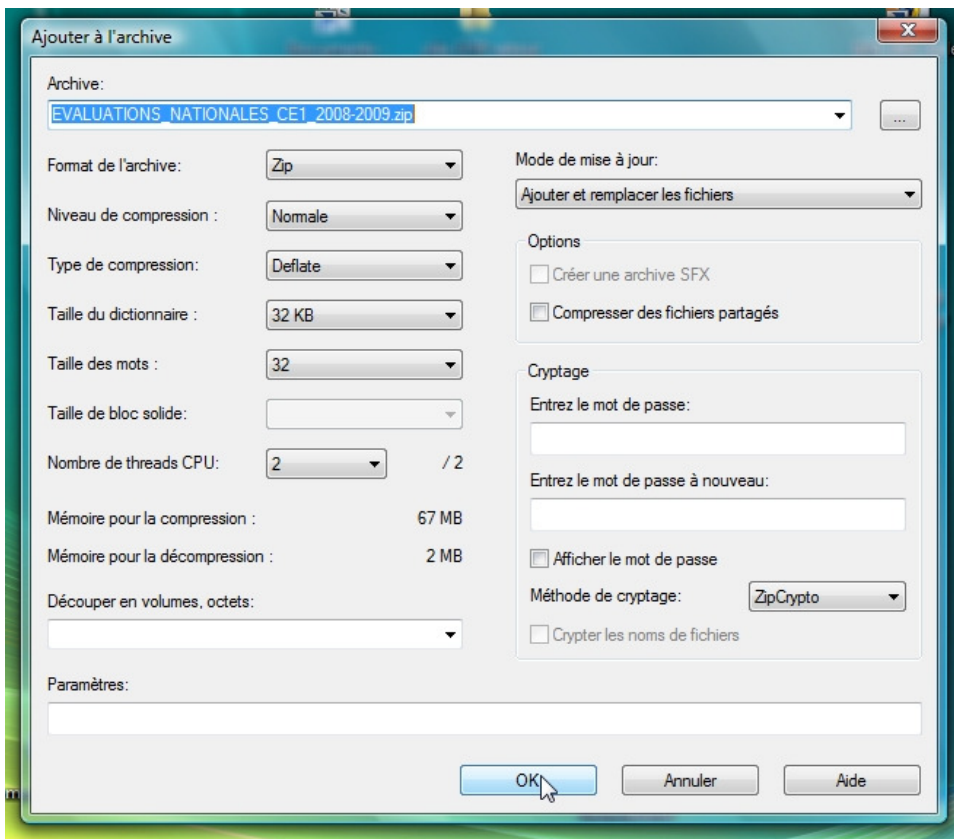 Ajouter à l'archive
Archive:
EVALUATIONS_NATIONALES_CE1_2008-2009.zip
...
Format de l'archive:
Zip
Niveau de compression :
Normale
Type de compression:
Deflate
Taille du dictionnaire :
32 KB
Taille des mots :
32
Taille de bloc solide:
Nombre de threads CPU:
2
/ 2
Mémoire pour la compression :
67 MB
Mémoire pour la décompression :
2 MB
Découper en volumes, octets:
Mode de mise à jour:
Ajouter et remplacer les fichiers
Options
Créer une archive SFX
Compresser des fichiers partagés
Cryptage
Entrez le mot de passe:
Entrez le mot de passe à nouveau:
Afficher le mot de passe
Méthode de cryptage:
ZipCrypto
Crypter les noms de fichiers
Paramètres:
OK
Annuler
Aide